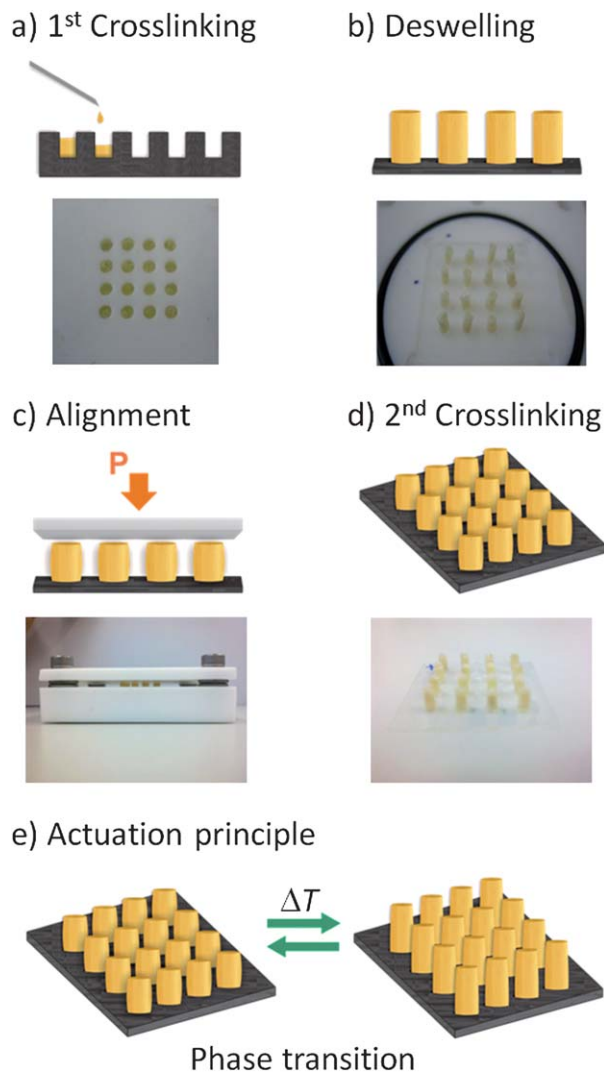 a) 1st Crosslinking
b) Deswelling
c) Alignment
P
d) 2nd Crosslinking
e) Actuation principle
ΔT
Phase transition